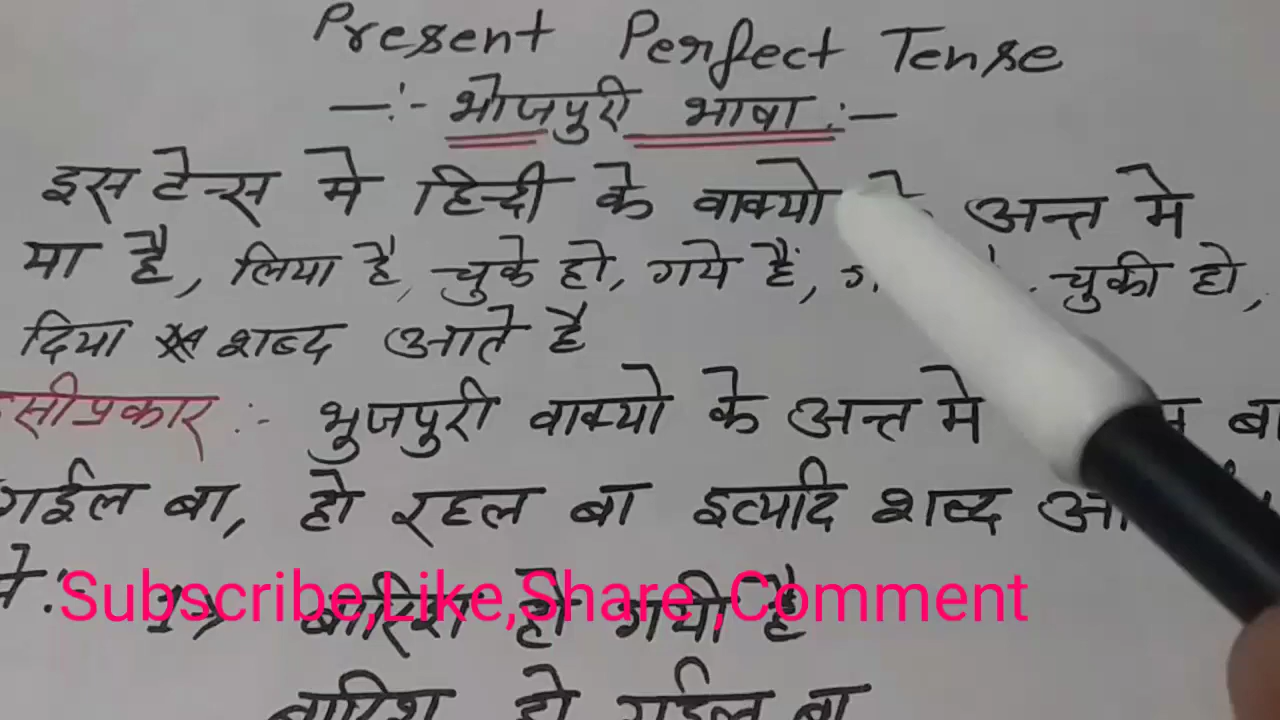 Present Perfect Tense
—:- भोजपुरी भाषा :—
इस टेन्स मे हिन्दी के वाक्यो अन्त मे
या है, लिया है, चुके हो, गये हैं, चुकी हो,
दिया शब्द आते है
सीप्रकार :- भुजपुरी वाक्यो के अन्त मे बा
गईल बा, हो रहल बा इत्यादि शब्द
Subscribe,Like,Share,Comment
1→ बारिश हो गयी है
बारिश हो गईल बा